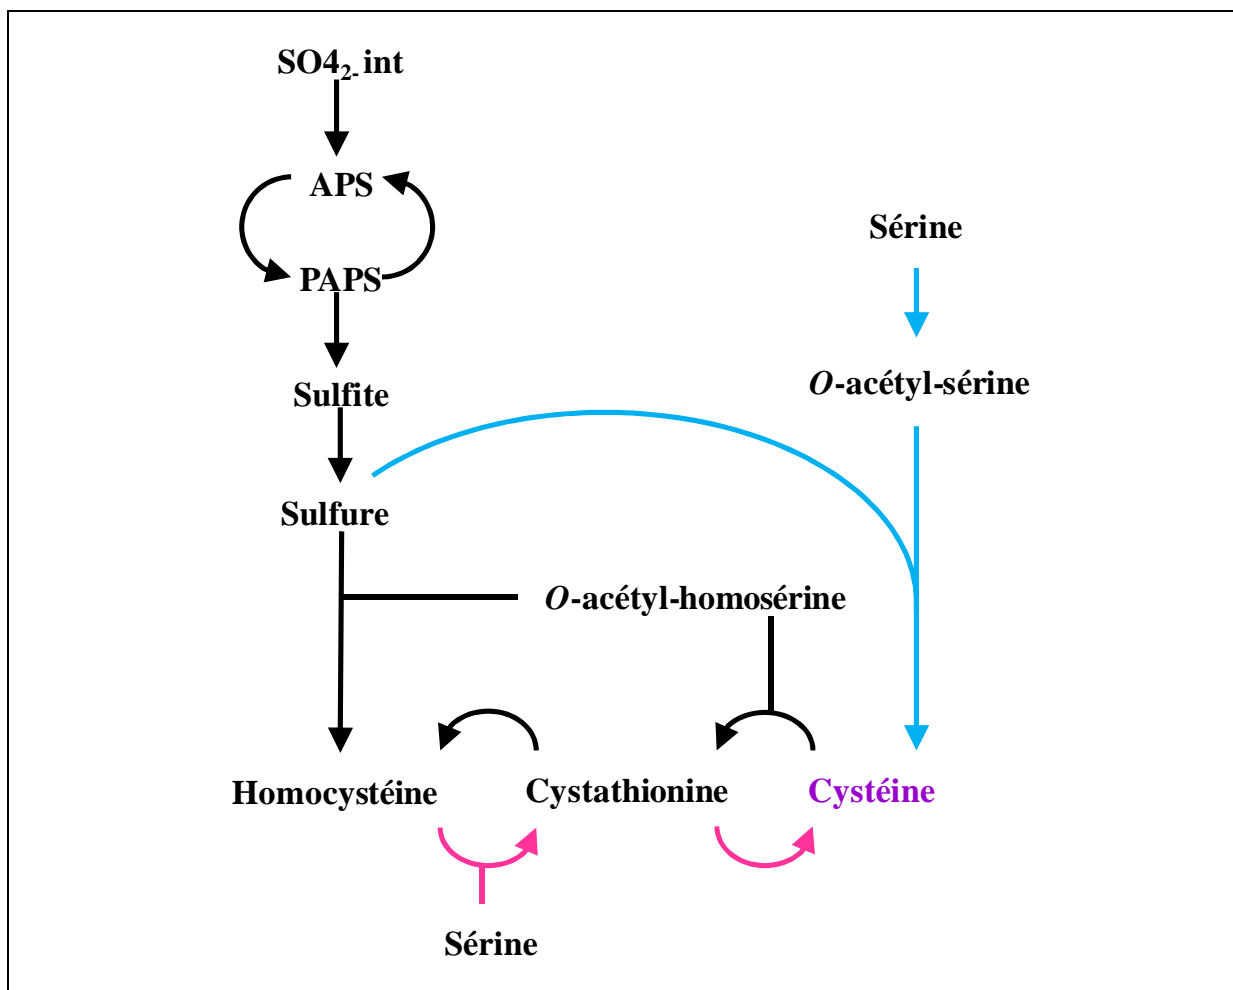 SO4₂₋ int
APS
Sérine
PAPS
O-acétyl-sérine
Sulfite
Sulfure
O-acétyl-homosérine
Homocystéine
Cystathionine
Cystéine
Sérine